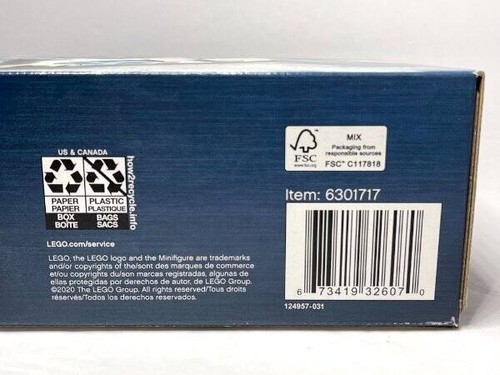 US & CANADA
PAPER
PAPIER
BOX
BOÎTE
PLASTIC
PLASTIQUE
BAGS
SACS
how2recycle.info
LEGO.com/service
LEGO, the LEGO logo and the Minifigure are trademarks
and/or copyrights of the/sont des marques de commerce
et/ou copyrights du/son marcas registradas, algunas de
ellas protegidas por derechos de autor, de LEGO Group.
©2020 The LEGO Group. All rights reserved/Tous droits
réservés/Todos los derechos reservados.
FSC
www.fsc.org
MIX
Packaging from
responsible sources
FSC™ C117818
Item: 6301717
6 73419 32607 0
124957-031